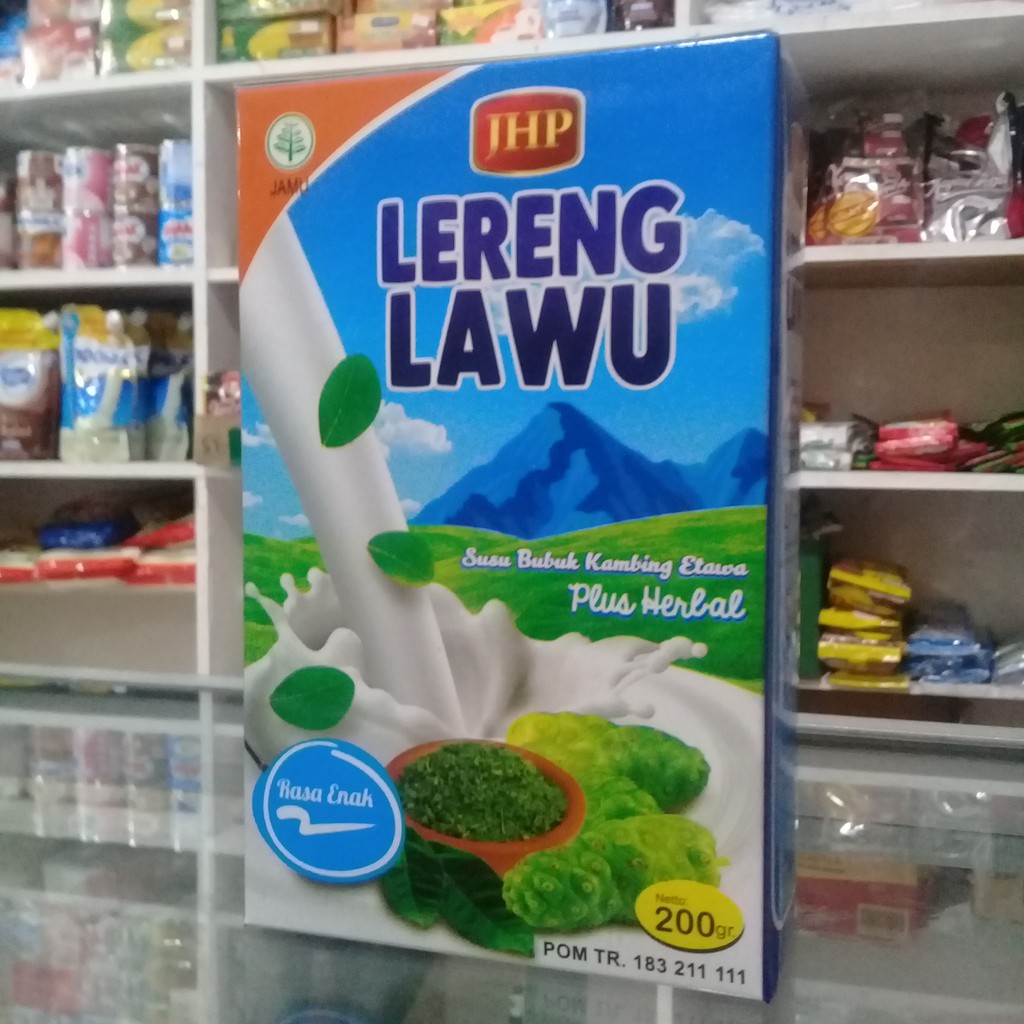 JHP
JAMU
LERENG
LAWU
Susu Bubuk Kambing Etawa
Plus Herbal
Rasa Enak
Netto:
200gr.
POM TR. 183 211 111